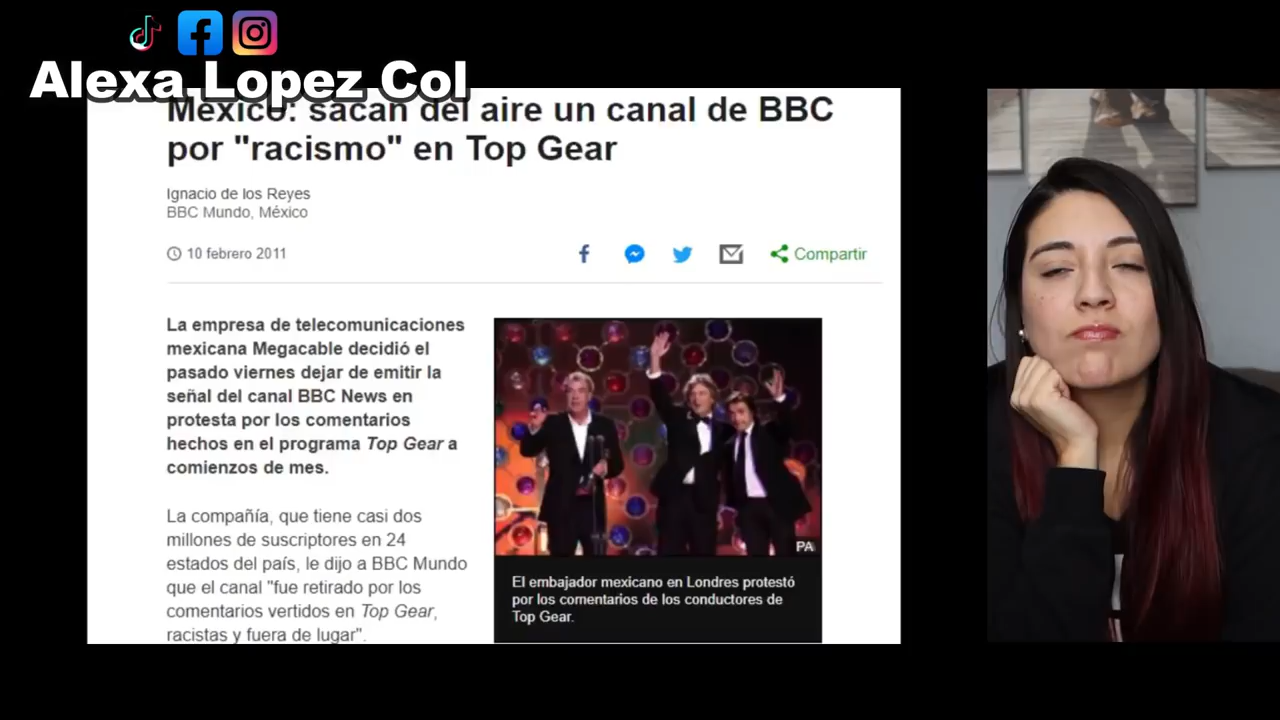 Alexa Lopez Col
México: sacan del aire un canal de BBC
por "racismo" en Top Gear
Ignacio de los Reyes
BBC Mundo, México
10 febrero 2011
Compartir
La empresa de telecomunicaciones
mexicana Megacable decidió el
pasado viernes dejar de emitir la
señal del canal BBC News en
protesta por los comentarios
hechos en el programa Top Gear a
comienzos de mes.
La compañía, que tiene casi dos
millones de suscriptores en 24
estados del país, le dijo a BBC Mundo
que el canal "fue retirado por los
comentarios vertidos en Top Gear,
racistas y fuera de lugar".
PA
El embajador mexicano en Londres protestó
por los comentarios de los conductores de
Top Gear.